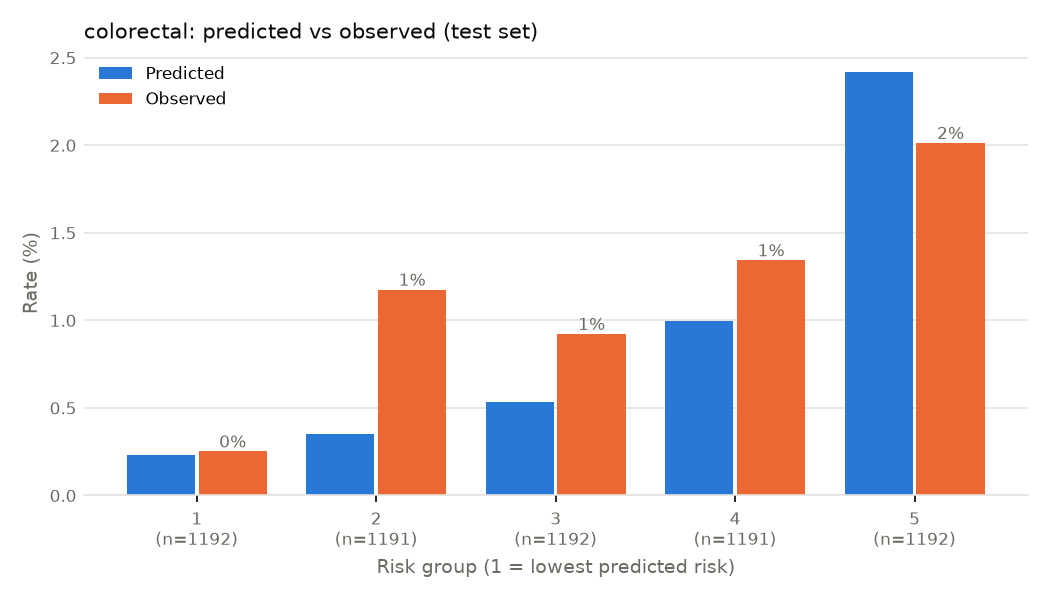 colorectal: predicted vs observed (test set)
Predicted
Observed
Rate (%)
2.5
2.0
1.5
1.0
0.5
0.0
0%
1%
1%
1%
2%
1 2 3 4 5
(n=1192) (n=1191) (n=1192) (n=1191) (n=1192)
Risk group (1 = lowest predicted risk)